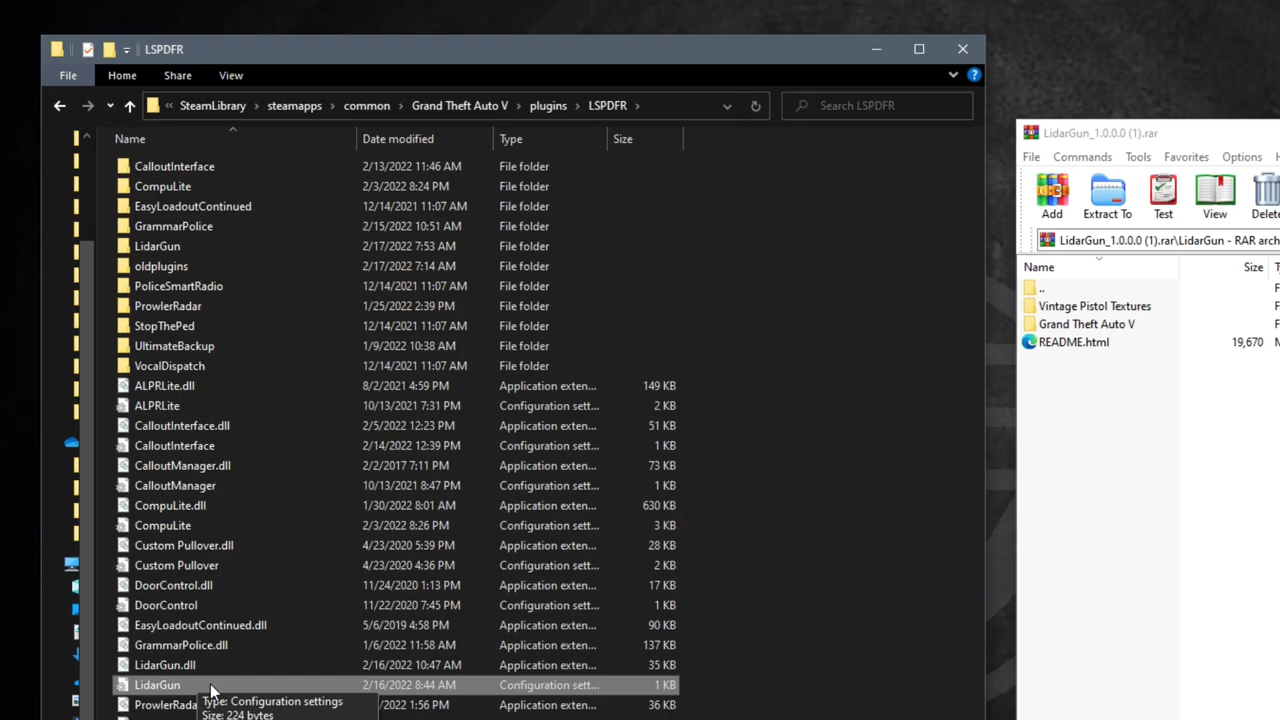 LSPDFR
File Home Share View
« SteamLibrary > steamapps > common > Grand Theft Auto V > plugins > LSPDFR >
Search LSPDFR
Name Date modified Type Size
CalloutInterface 2/13/2022 11:46 AM File folder
CompuLite 2/3/2022 8:24 PM File folder
EasyLoadoutContinued 12/14/2021 11:07 AM File folder
GrammarPolice 2/15/2022 10:51 AM File folder
LidarGun 2/17/2022 7:53 AM File folder
oldplugins 2/17/2022 7:14 AM File folder
PoliceSmartRadio 12/14/2021 11:07 AM File folder
ProwlerRadar 1/25/2022 2:39 PM File folder
StopThePed 12/14/2021 11:07 AM File folder
UltimateBackup 1/9/2022 10:38 AM File folder
VocalDispatch 12/14/2021 11:07 AM File folder
ALPRLite.dll 8/2/2021 4:59 PM Application exten... 149 KB
ALPRLite 10/13/2021 7:31 PM Configuration sett... 2 KB
CalloutInterface.dll 2/5/2022 12:23 PM Application exten... 51 KB
CalloutInterface 2/14/2022 12:39 PM Configuration sett... 1 KB
CalloutManager.dll 2/2/2017 7:11 PM Application exten... 73 KB
CalloutManager 10/13/2021 8:47 PM Configuration sett... 1 KB
CompuLite.dll 1/30/2022 8:01 AM Application exten... 630 KB
CompuLite 2/3/2022 8:26 PM Configuration sett... 3 KB
Custom Pullover.dll 4/23/2020 5:39 PM Application exten... 28 KB
Custom Pullover 4/23/2020 4:36 PM Configuration sett... 2 KB
DoorControl.dll 11/24/2020 1:13 PM Application exten... 17 KB
DoorControl 11/22/2020 7:45 PM Configuration sett... 1 KB
EasyLoadoutContinued.dll 5/6/2019 4:58 PM Application exten... 90 KB
GrammarPolice.dll 1/6/2022 11:58 AM Application exten... 137 KB
LidarGun.dll 2/16/2022 10:47 AM Application exten... 35 KB
LidarGun 2/16/2022 8:44 AM Configuration sett... 1 KB
ProwlerRada /2022 1:56 PM Application exten... 36 KB
Type: Configuration settings
Size: 224 bytes
LidarGun_1.0.0.0 (1).rar
File Commands Tools Favorites Options
Add Extract To Test View Delete
LidarGun_1.0.0.0 (1).rar\LidarGun - RAR arch
Name Size
..
Vintage Pistol Textures
Grand Theft Auto V
README.html 19,670